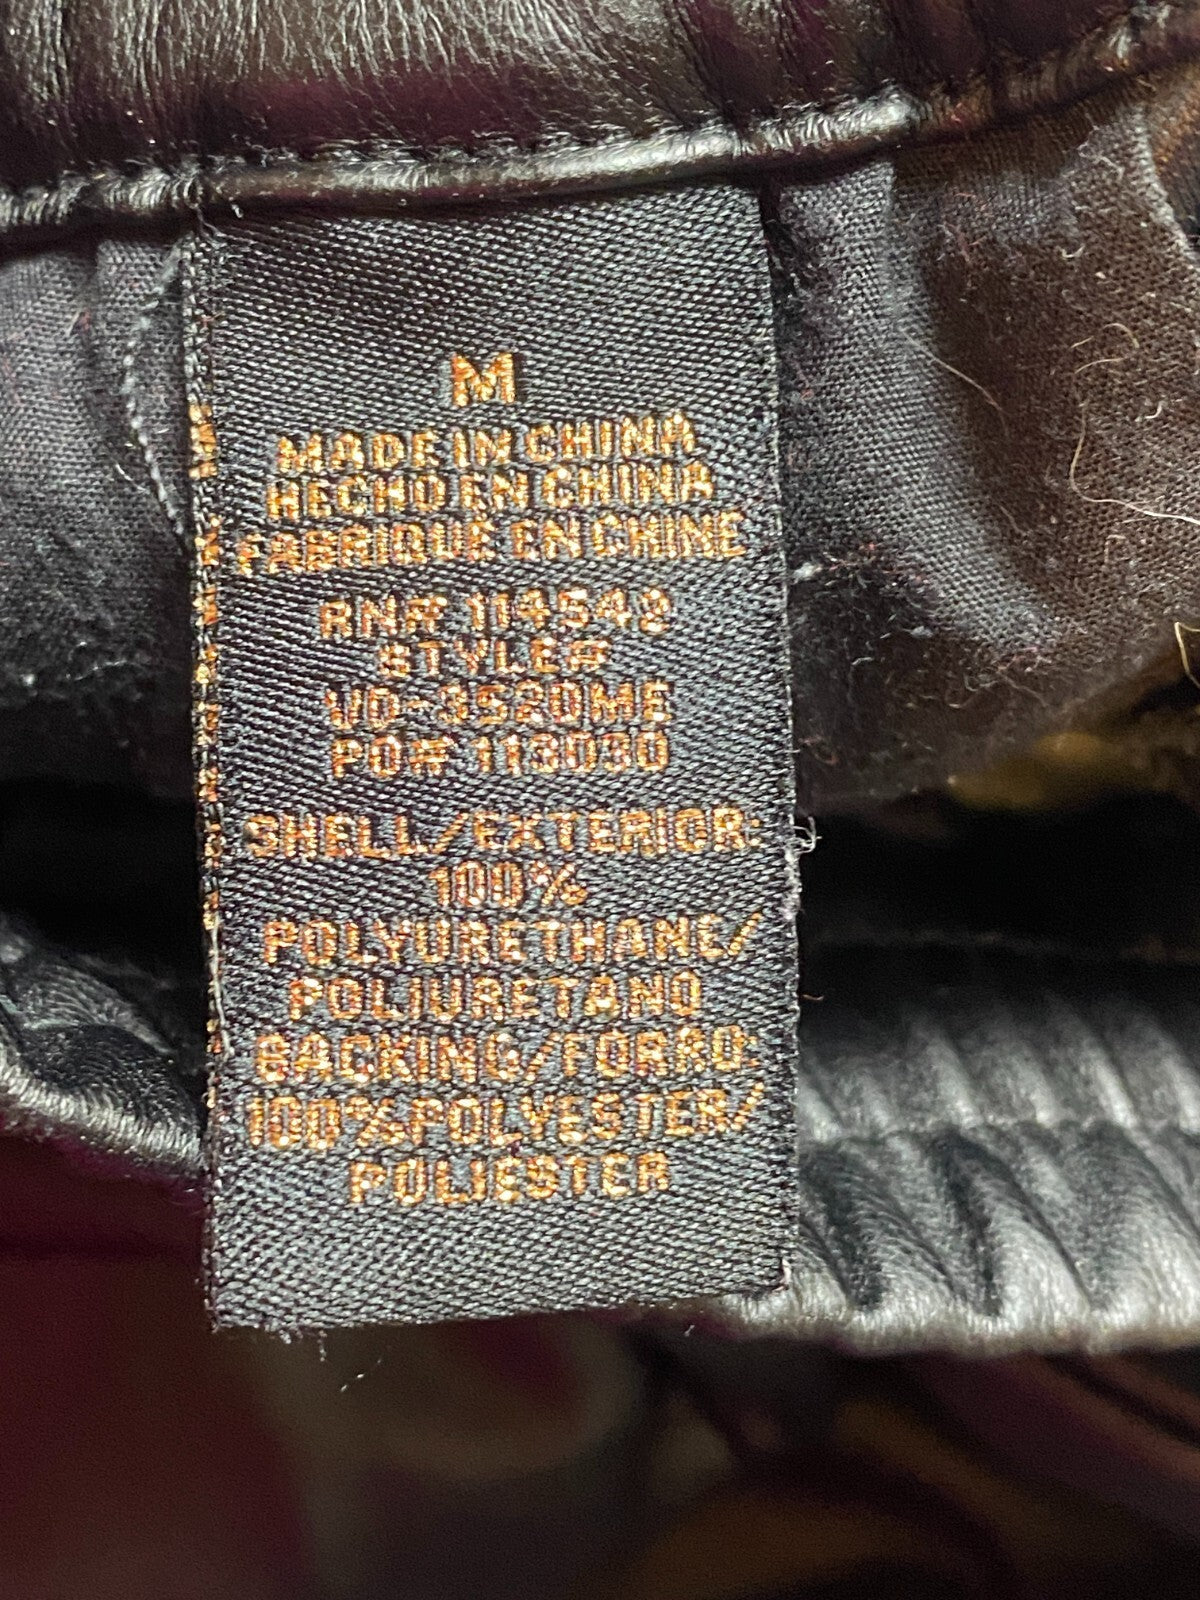 M
MADE IN CHINA
HECHO EN CHINA
FABRIQUE EN CHINE
RN# 114542
STYLE#
VO-3520ME
PO# 113030
SHELL/EXTERIOR:
100%
POLYURETHANE/
POLIURETANO
BACKING/FORRO:
100%POLYESTER/
POLIESTER